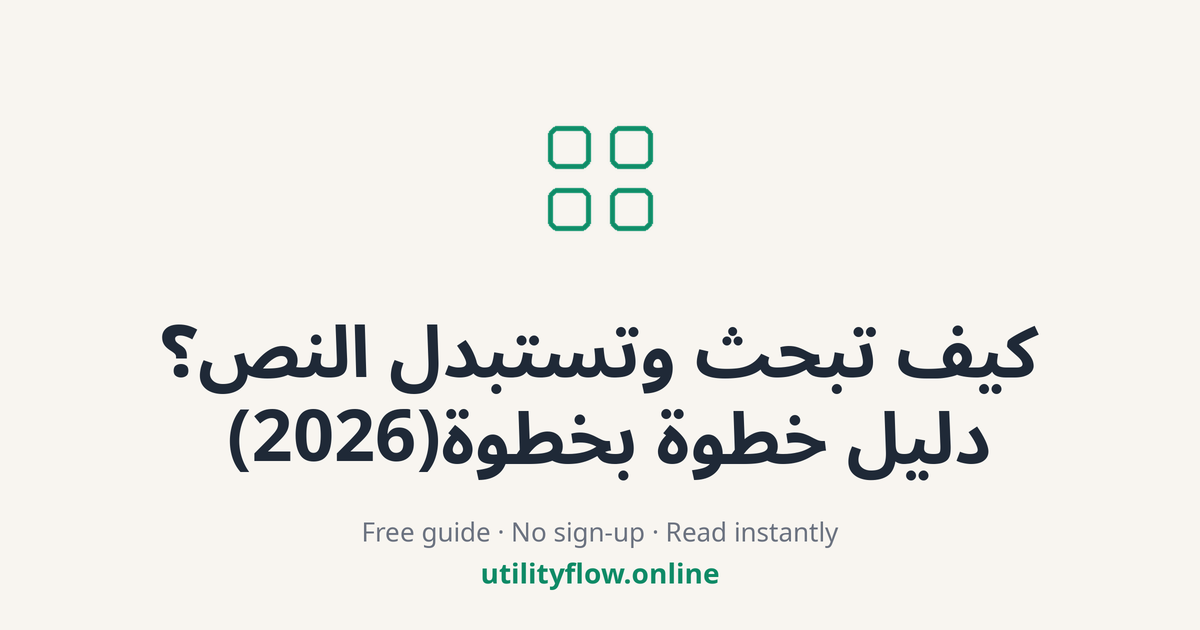 كيف تبحث وتستبدل النص؟
دليل خطوة بخطوة(2026)
Free guide · No sign-up · Read instantly
utilityflow.online